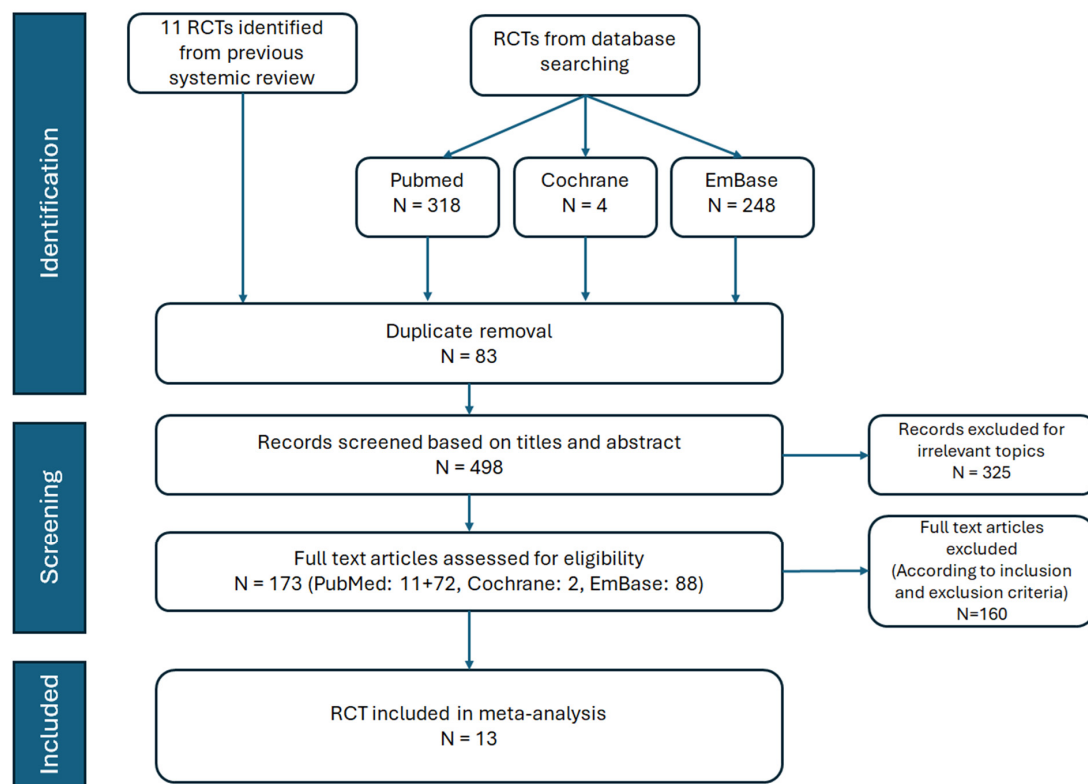 Identification
11 RCTs identified
from previous
systemic review
RCTs from database
searching
Pubmed
N = 318
Cochrane
N = 4
EmBase
N = 248
Duplicate removal
N = 83
Screening
Records screened based on titles and abstract
N = 498
Records excluded for
irrelevant topics
N = 325
Full text articles assessed for eligibility
N = 173 (PubMed: 11+72, Cochrane: 2, EmBase: 88)
Full text articles
excluded
(According to inclusion
and exclusion criteria)
N=160
Included
RCT included in meta-analysis
N = 13